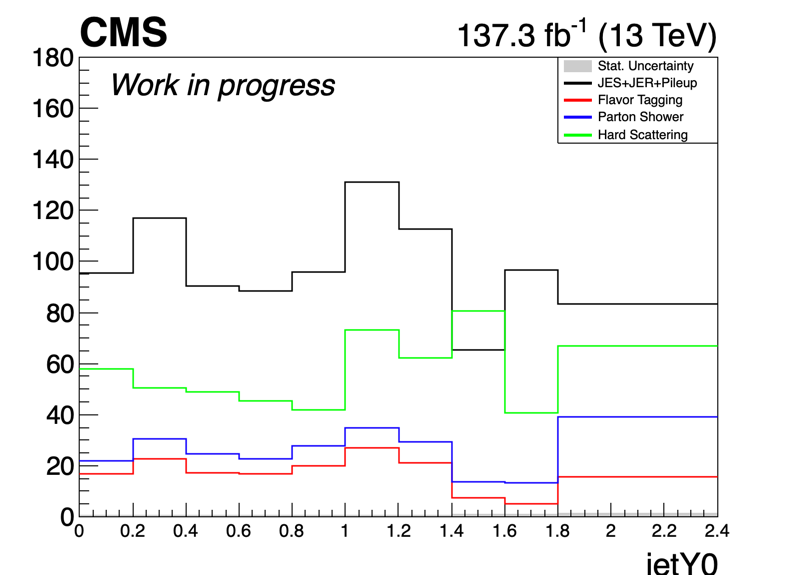 CMS 137.3 fb-1 (13 TeV)
Work in progress
Stat. Uncertainty
JES+JER+Pileup
Flavor Tagging
Parton Shower
Hard Scattering
180
160
140
120
100
80
60
40
20
0
0 0.2 0.4 0.6 0.8 1 1.2 1.4 1.6 1.8 2 2.2 2.4
jetY0